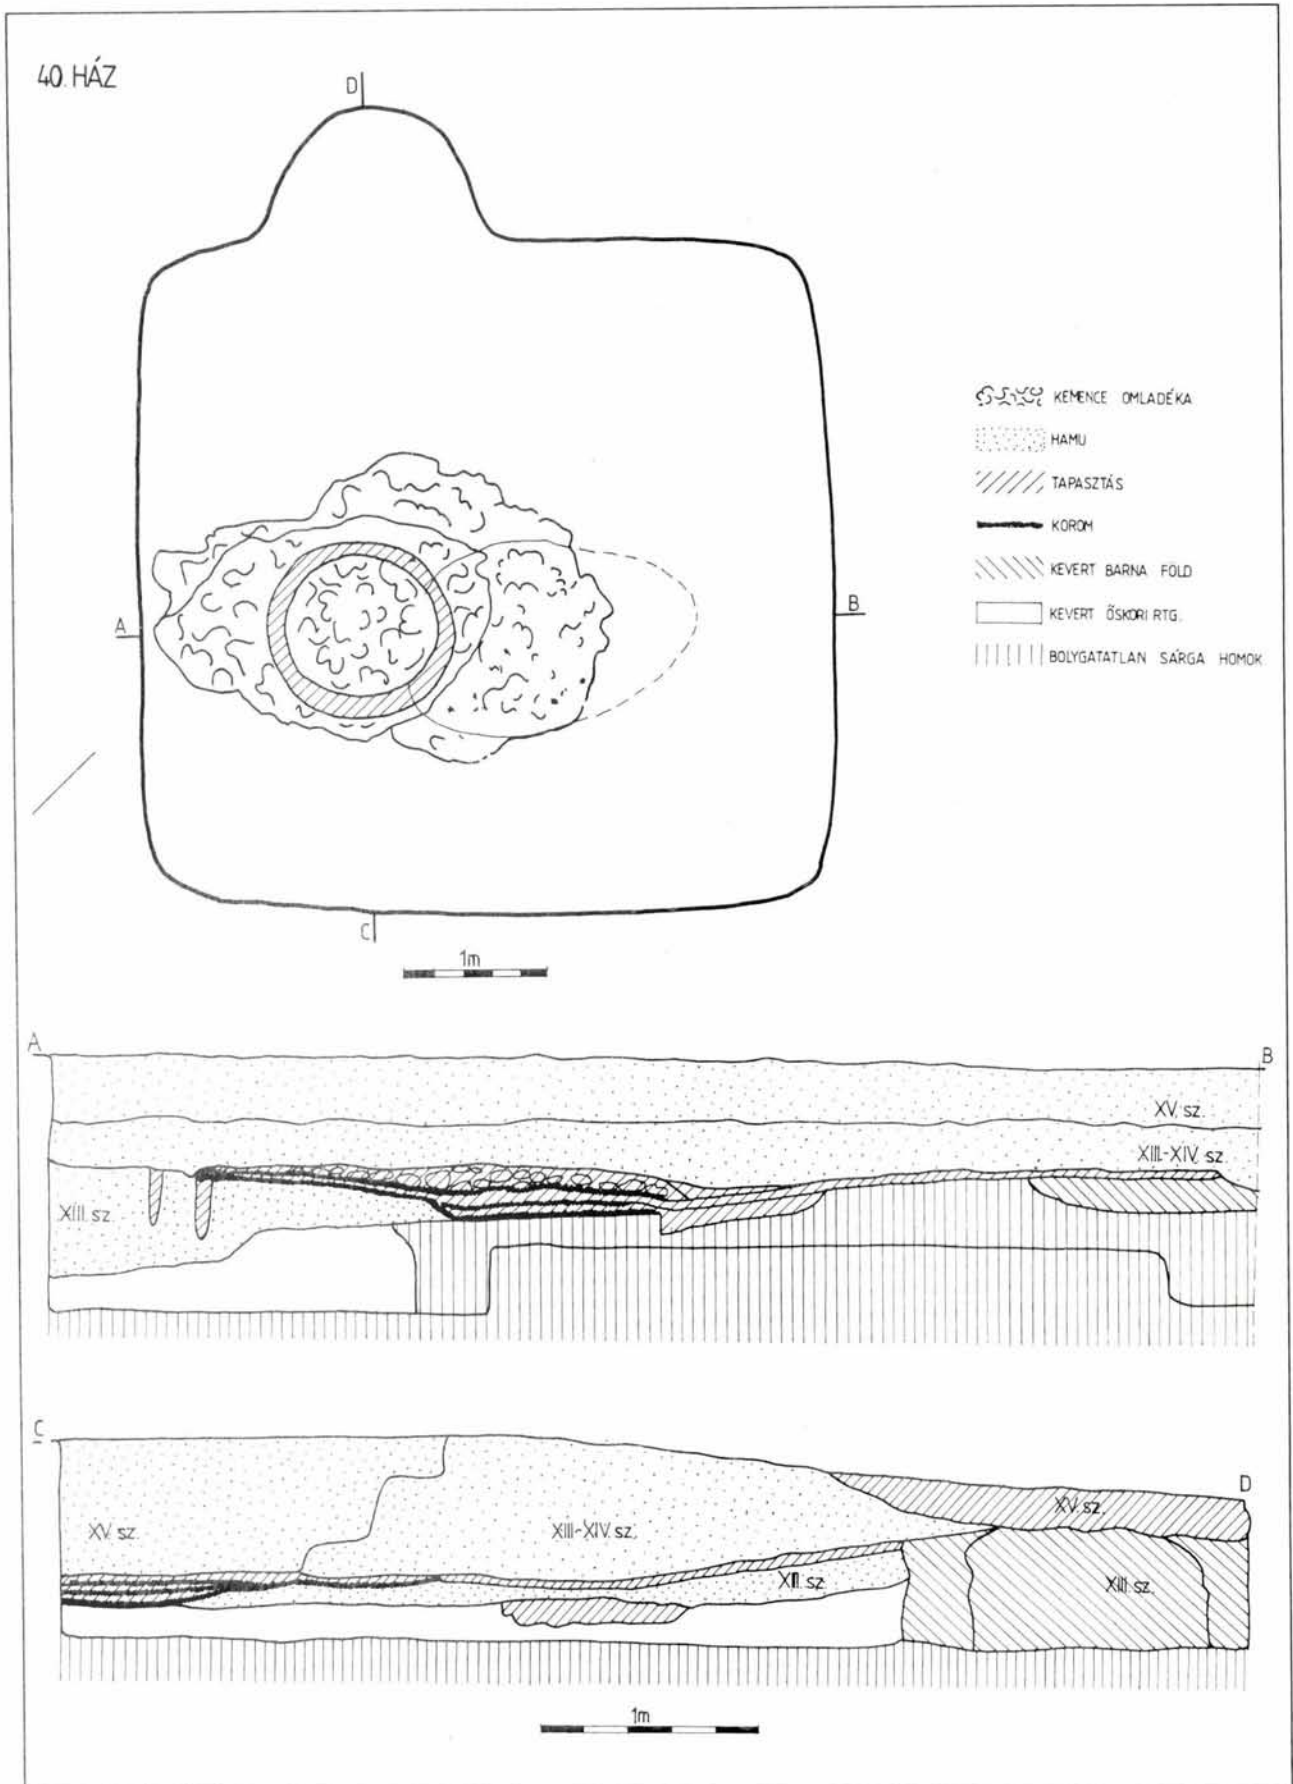 40. HÁZ
D
A
B
C
KEMENCE OMLADÉKA
HAMU
TAPASZTÁS
KOROM
KEVERT BARNA FÖLD
KEVERT ŐSKORI RTG.
BOLYGATATLAN SÁRGA HOMOK
1m
A
B
XV. sz.
XIII.-XIV. sz.
XIII. sz.
C
D
XV. sz.
XV. sz.
XIII-XIV. sz.
XIII. sz.
XIII. sz.
1m